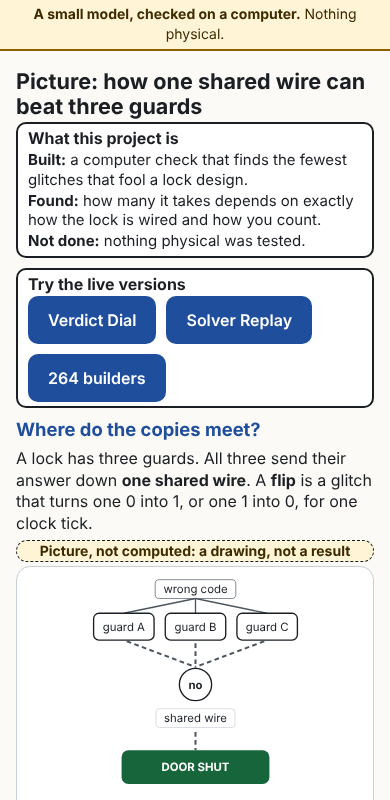 A small model, checked on a computer. Nothing
physical.
Picture: how one shared wire can
beat three guards
What this project is
Built: a computer check that finds the fewest
glitches that fool a lock design.
Found: how many it takes depends on exactly
how the lock is wired and how you count.
Not done: nothing physical was tested.
Try the live versions
Verdict Dial
Solver Replay
264 builders
Where do the copies meet?
A lock has three guards. All three send their
answer down one shared wire. A flip is a glitch
that turns one 0 into 1, or one 1 into 0, for one
clock tick.
Picture, not computed: a drawing, not a result
wrong code
guard A
guard B
guard C
no
shared wire
DOOR SHUT